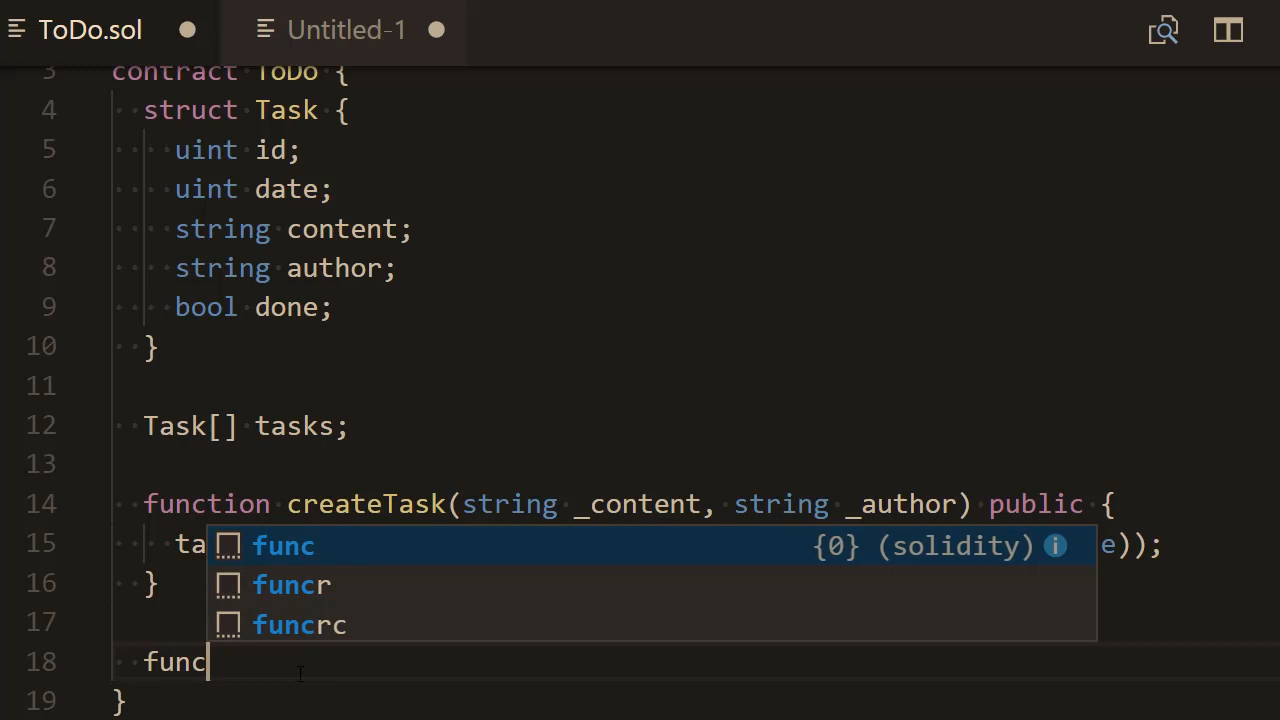 ToDo.sol Untitled-1
3 contract ToDo {
4 struct Task {
5 uint id;
6 uint date;
7 string content;
8 string author;
9 bool done;
10 }
11
12 Task[] tasks;
13
14 function createTask(string _content, string _author) public {
15 ta e));
func {0} (solidity)
16 }
funcr
17
funcrc
18 func
19 }